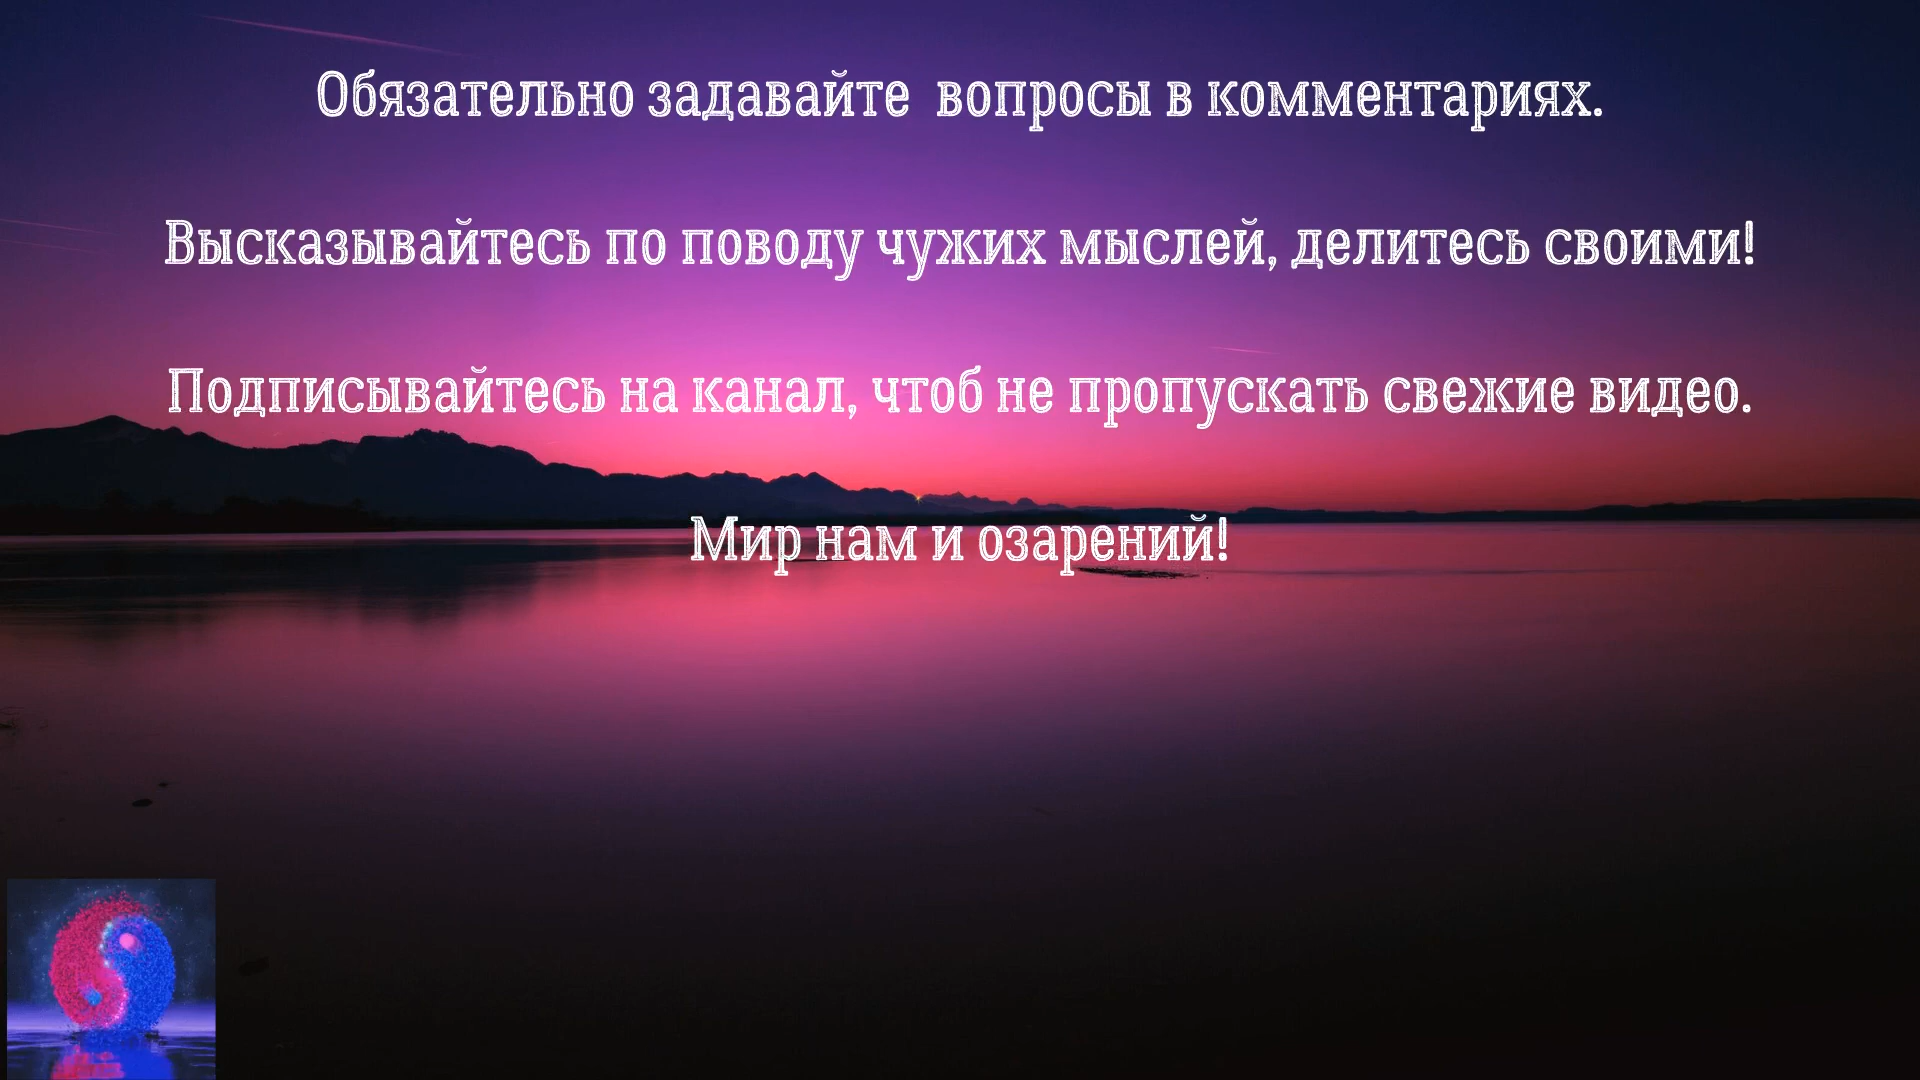 Обязательно задавайте  вопросы в комментариях.
Высказывайтесь по поводу чужих мыслей, делитесь своими!
Подписывайтесь на канал, чтоб не пропускать свежие видео.
Мир нам и озарений!